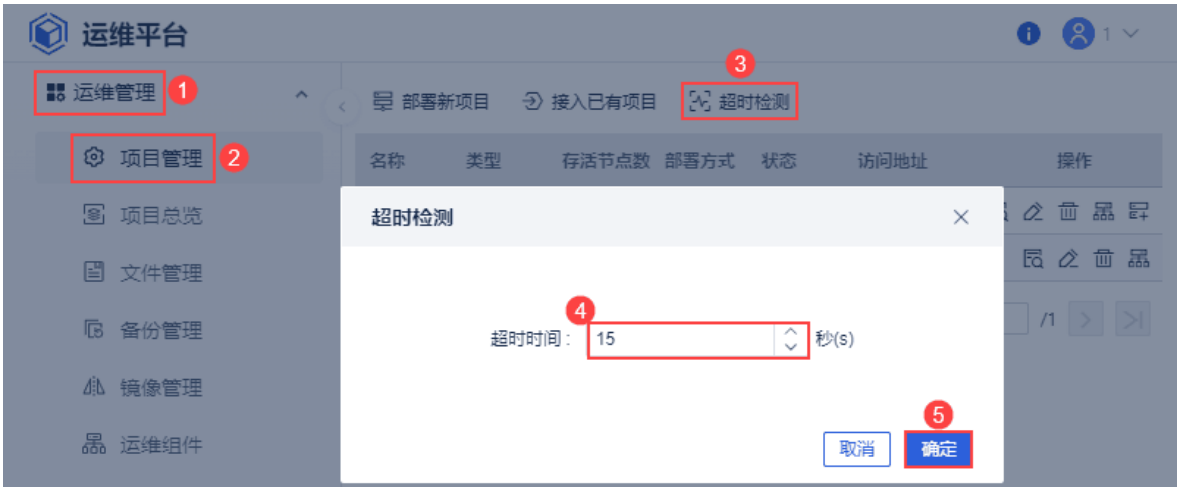 运维平台
1
运维管理 1
3
部署新项目 接入已有项目 超时检测
项目管理 2
名称 类型 存活节点数 部署方式 状态 访问地址 操作
项目总览
超时检测
文件管理
4
备份管理
/1
超时时间: 15 秒(s)
镜像管理
5
运维组件
取消 确定